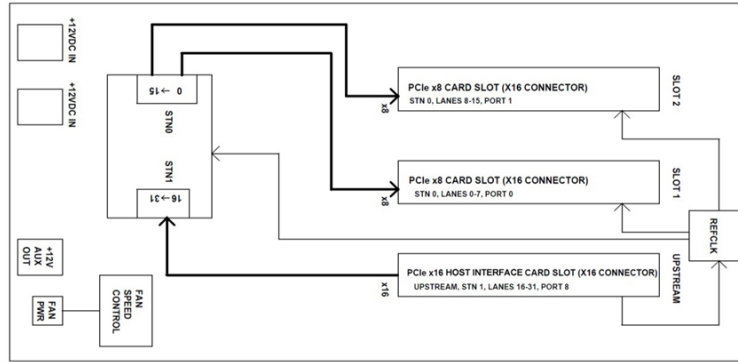 +12VDC IN
+12VDC IN
0→15
STN0
STN1
16→31
x8
PCIe x8 CARD SLOT (X16 CONNECTOR)
STN 0, LANES 8-15, PORT 1
SLOT 2
x8
PCIe x8 CARD SLOT (X16 CONNECTOR)
STN 0, LANES 0-7, PORT 0
SLOT 1
REFCLK
x16
PCIe x16 HOST INTERFACE CARD SLOT (X16 CONNECTOR)
UPSTREAM, STN 1, LANES 16-31, PORT 8
UPSTREAM
+12V
AUX
OUT
FAN
PWR
FAN
SPEED
CONTROL